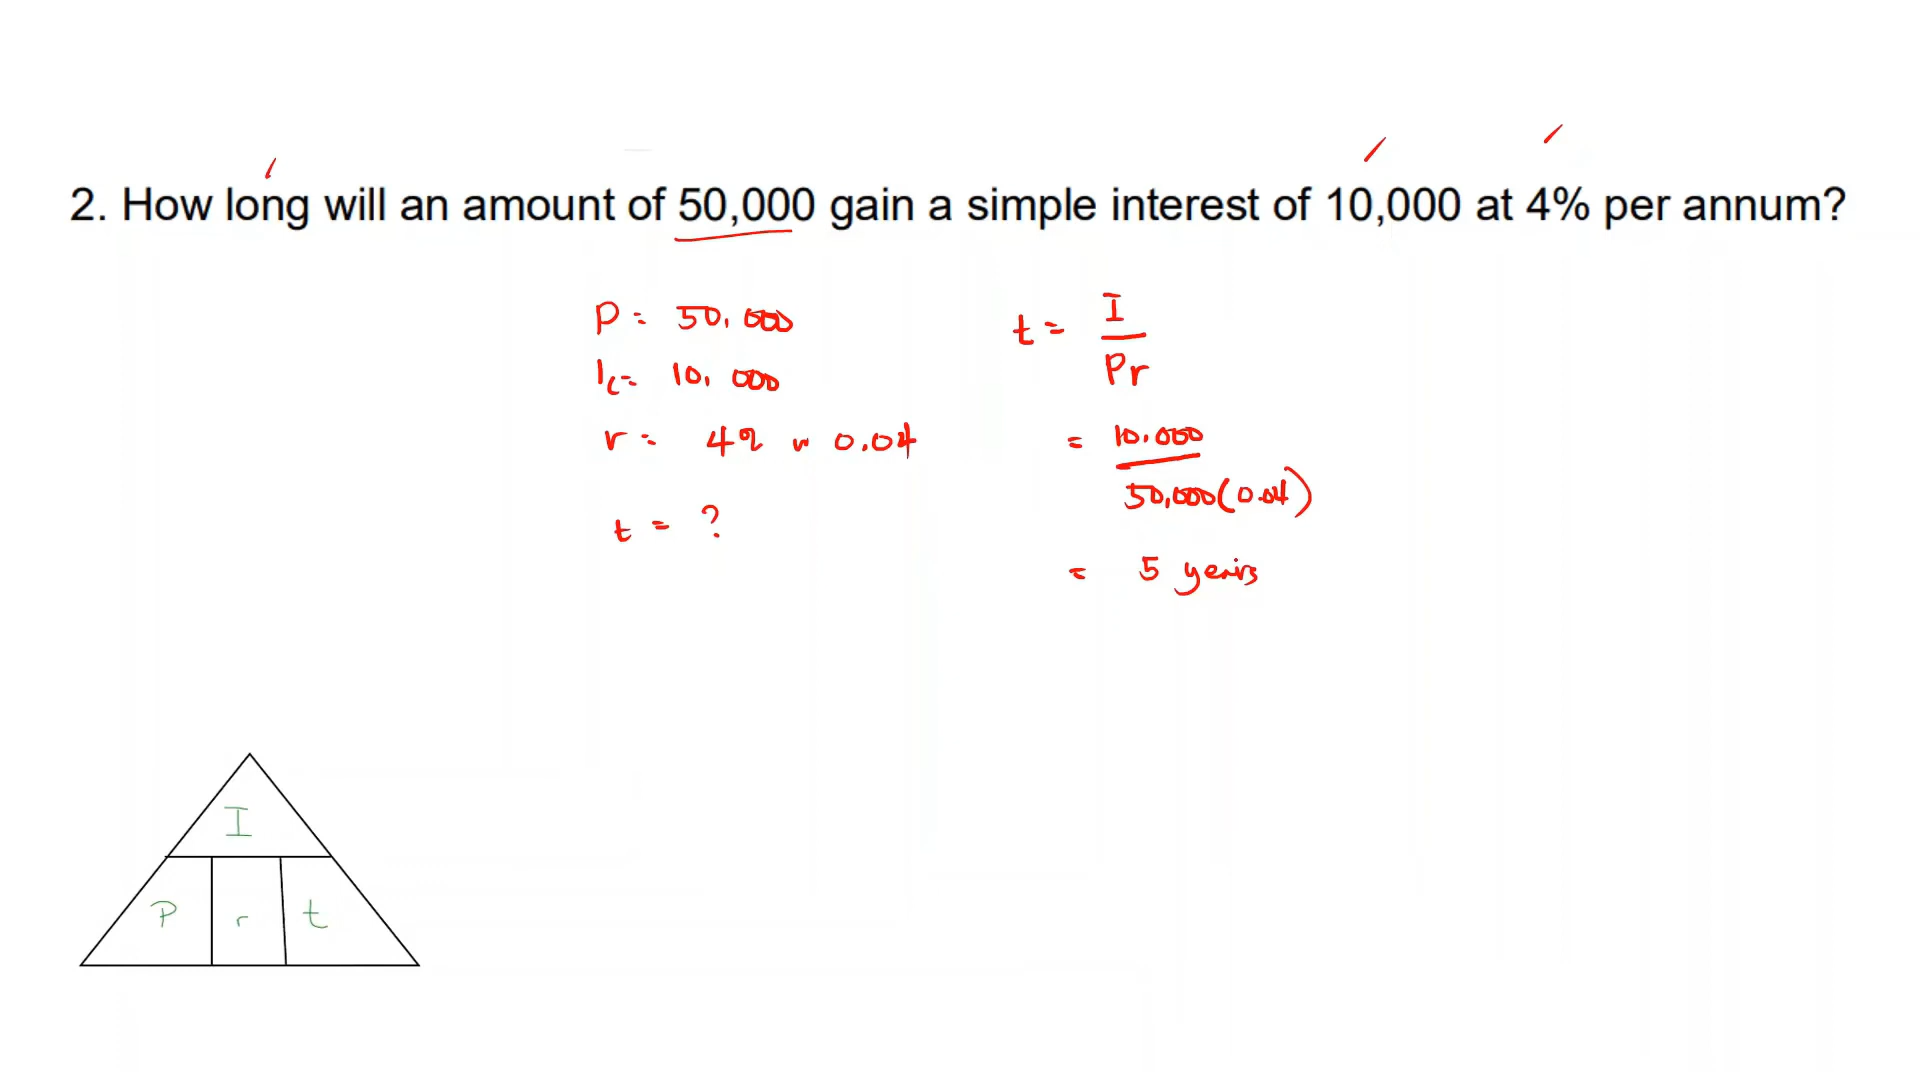 2. How long will an amount of 50,000 gain a simple interest of 10,000 at 4% per annum?
P = 50,000
I = 10,000
r = 4% 0.04
t = ?
t = I
Pr
= 10,000
50,000(0.04)
= 5 years
I
P r t